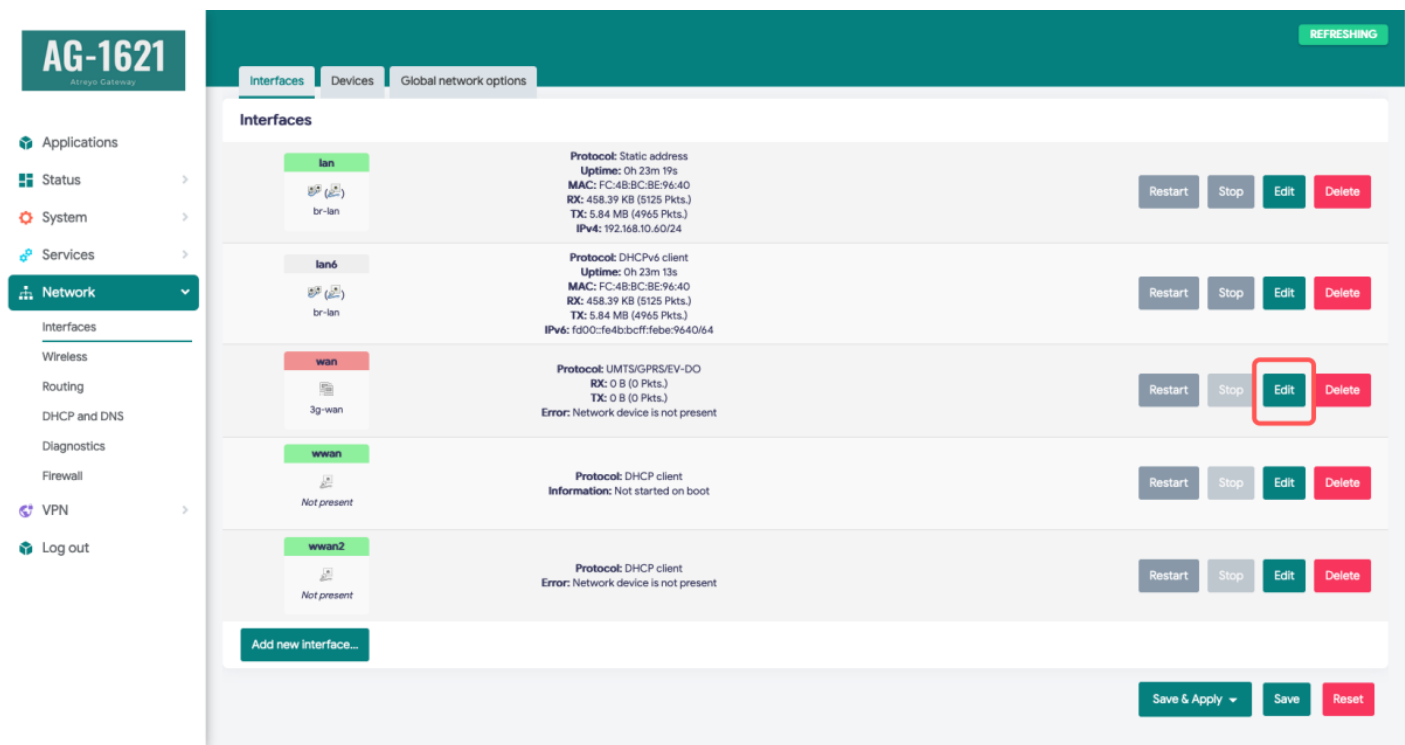 AG-1621
Atreyo Gateway
Applications
Status
System
Services
Network
Interfaces
Wireless
Routing
DHCP and DNS
Diagnostics
Firewall
VPN
Log out
REFRESHING
Interfaces Devices Global network options
Interfaces
lan
br-lan
Protocol: Static address
Uptime: 0h 23m 19s
MAC: FC:4B:BC:BE:96:40
RX: 458.39 KB (5125 Pkts.)
TX: 5.84 MB (4965 Pkts.)
IPv4: 192.168.10.60/24
Restart Stop Edit Delete
lan6
br-lan
Protocol: DHCPv6 client
Uptime: 0h 23m 13s
MAC: FC:4B:BC:BE:96:40
RX: 458.39 KB (5125 Pkts.)
TX: 5.84 MB (4965 Pkts.)
IPv6: fd00::fe4b:bcff:febe:9640/64
Restart Stop Edit Delete
wan
3g-wan
Protocol: UMTS/GPRS/EV-DO
RX: 0 B (0 Pkts.)
TX: 0 B (0 Pkts.)
Error: Network device is not present
Restart Stop Edit Delete
wwan
Not present
Protocol: DHCP client
Information: Not started on boot
Restart Stop Edit Delete
wwan2
Not present
Protocol: DHCP client
Error: Network device is not present
Restart Stop Edit Delete
Add new interface...
Save & Apply Save Reset